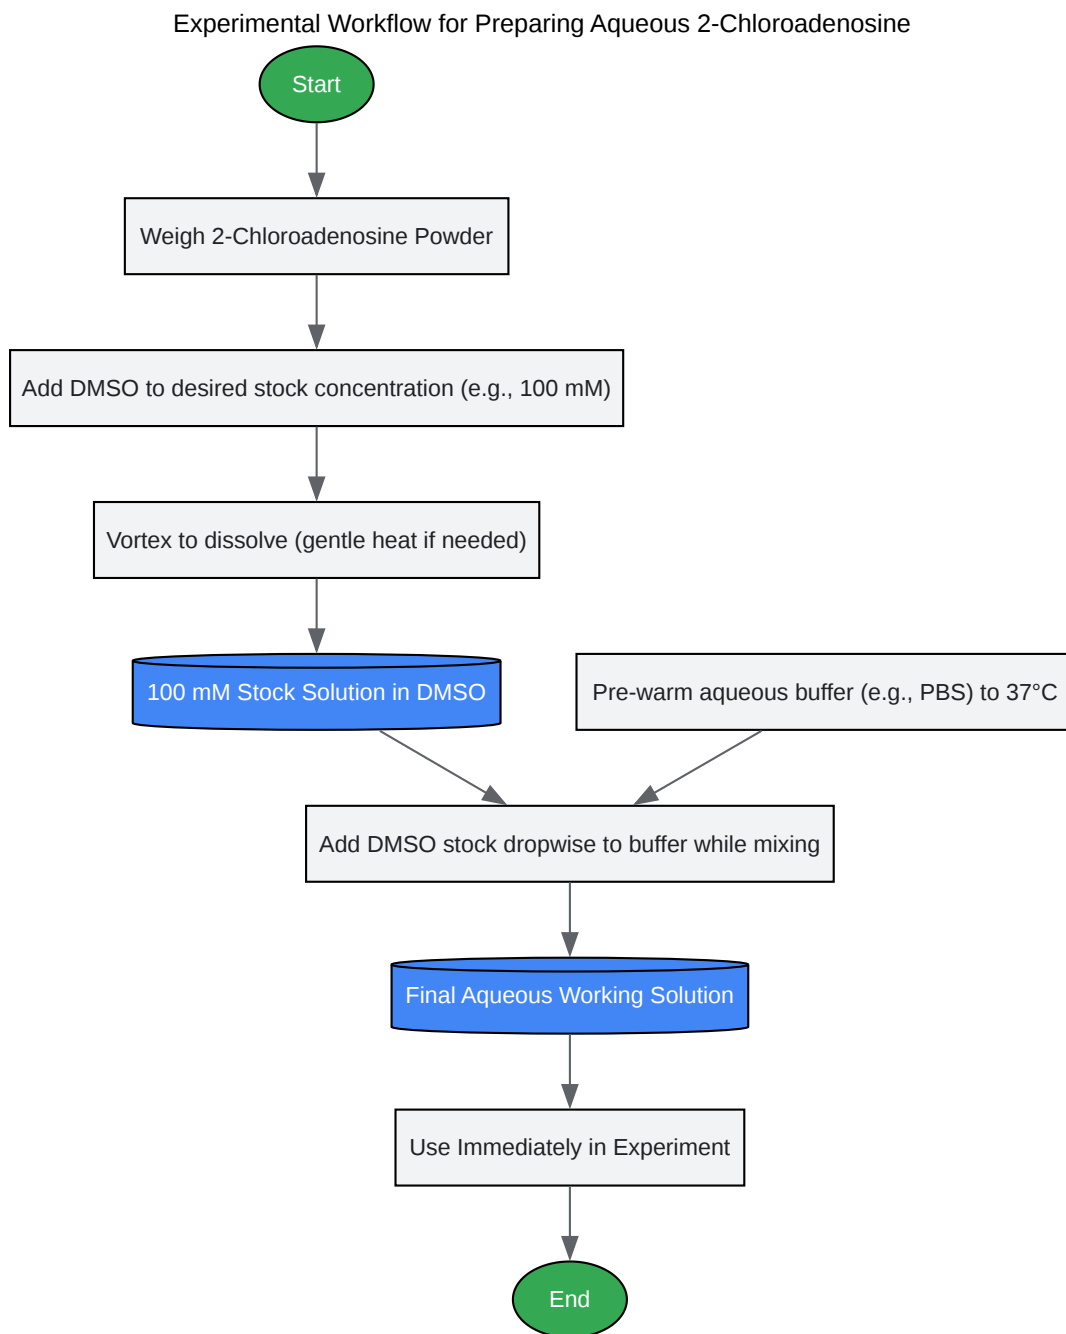 Experimental Workflow for Preparing Aqueous 2-Chloroadenosine
Start
Weigh 2-Chloroadenosine Powder
Add DMSO to desired stock concentration (e.g., 100 mM)
Vortex to dissolve (gentle heat if needed)
100 mM Stock Solution in DMSO
Pre-warm aqueous buffer (e.g., PBS) to 37°C
Add DMSO stock dropwise to buffer while mixing
Final Aqueous Working Solution
Use Immediately in Experiment
End